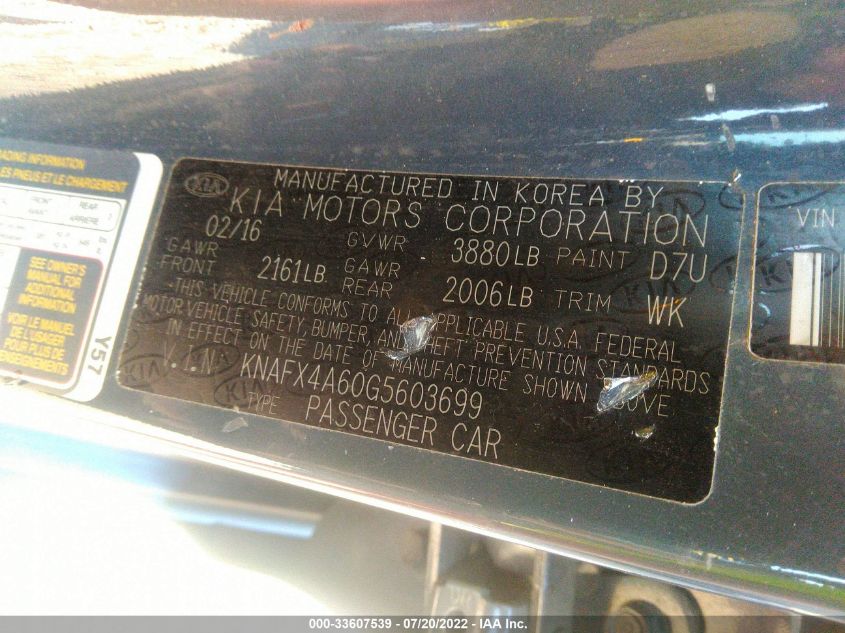 ADING INFORMATION
LES PNEUS ET LE CHARGEMENT
SEE OWNER'S
MANUAL FOR
ADDITIONAL
INFORMATION
VOIR LE MANUEL
DE L'USAGER
POUR PLUS DE
RENSEIGNEMENTS
Y57
KIA
MANUFACTURED IN KOREA BY
KIA MOTORS CORPORATION
02/16 GVWR 3880LB PAINT D7U
GAWR FRONT 2161LB GAWR REAR 2006LB TRIM WK
THIS VEHICLE CONFORMS TO ALL APPLICABLE U.S.A. FEDERAL
MOTOR VEHICLE SAFETY, BUMPER, AND THEFT PREVENTION STANDARDS
IN EFFECT ON THE DATE OF MANUFACTURE SHOWN ABOVE
V.I.N. KNAFX4A60G5603699
TYPE PASSENGER CAR
VIN
000-33607539 - 07/20/2022 - IAA Inc.